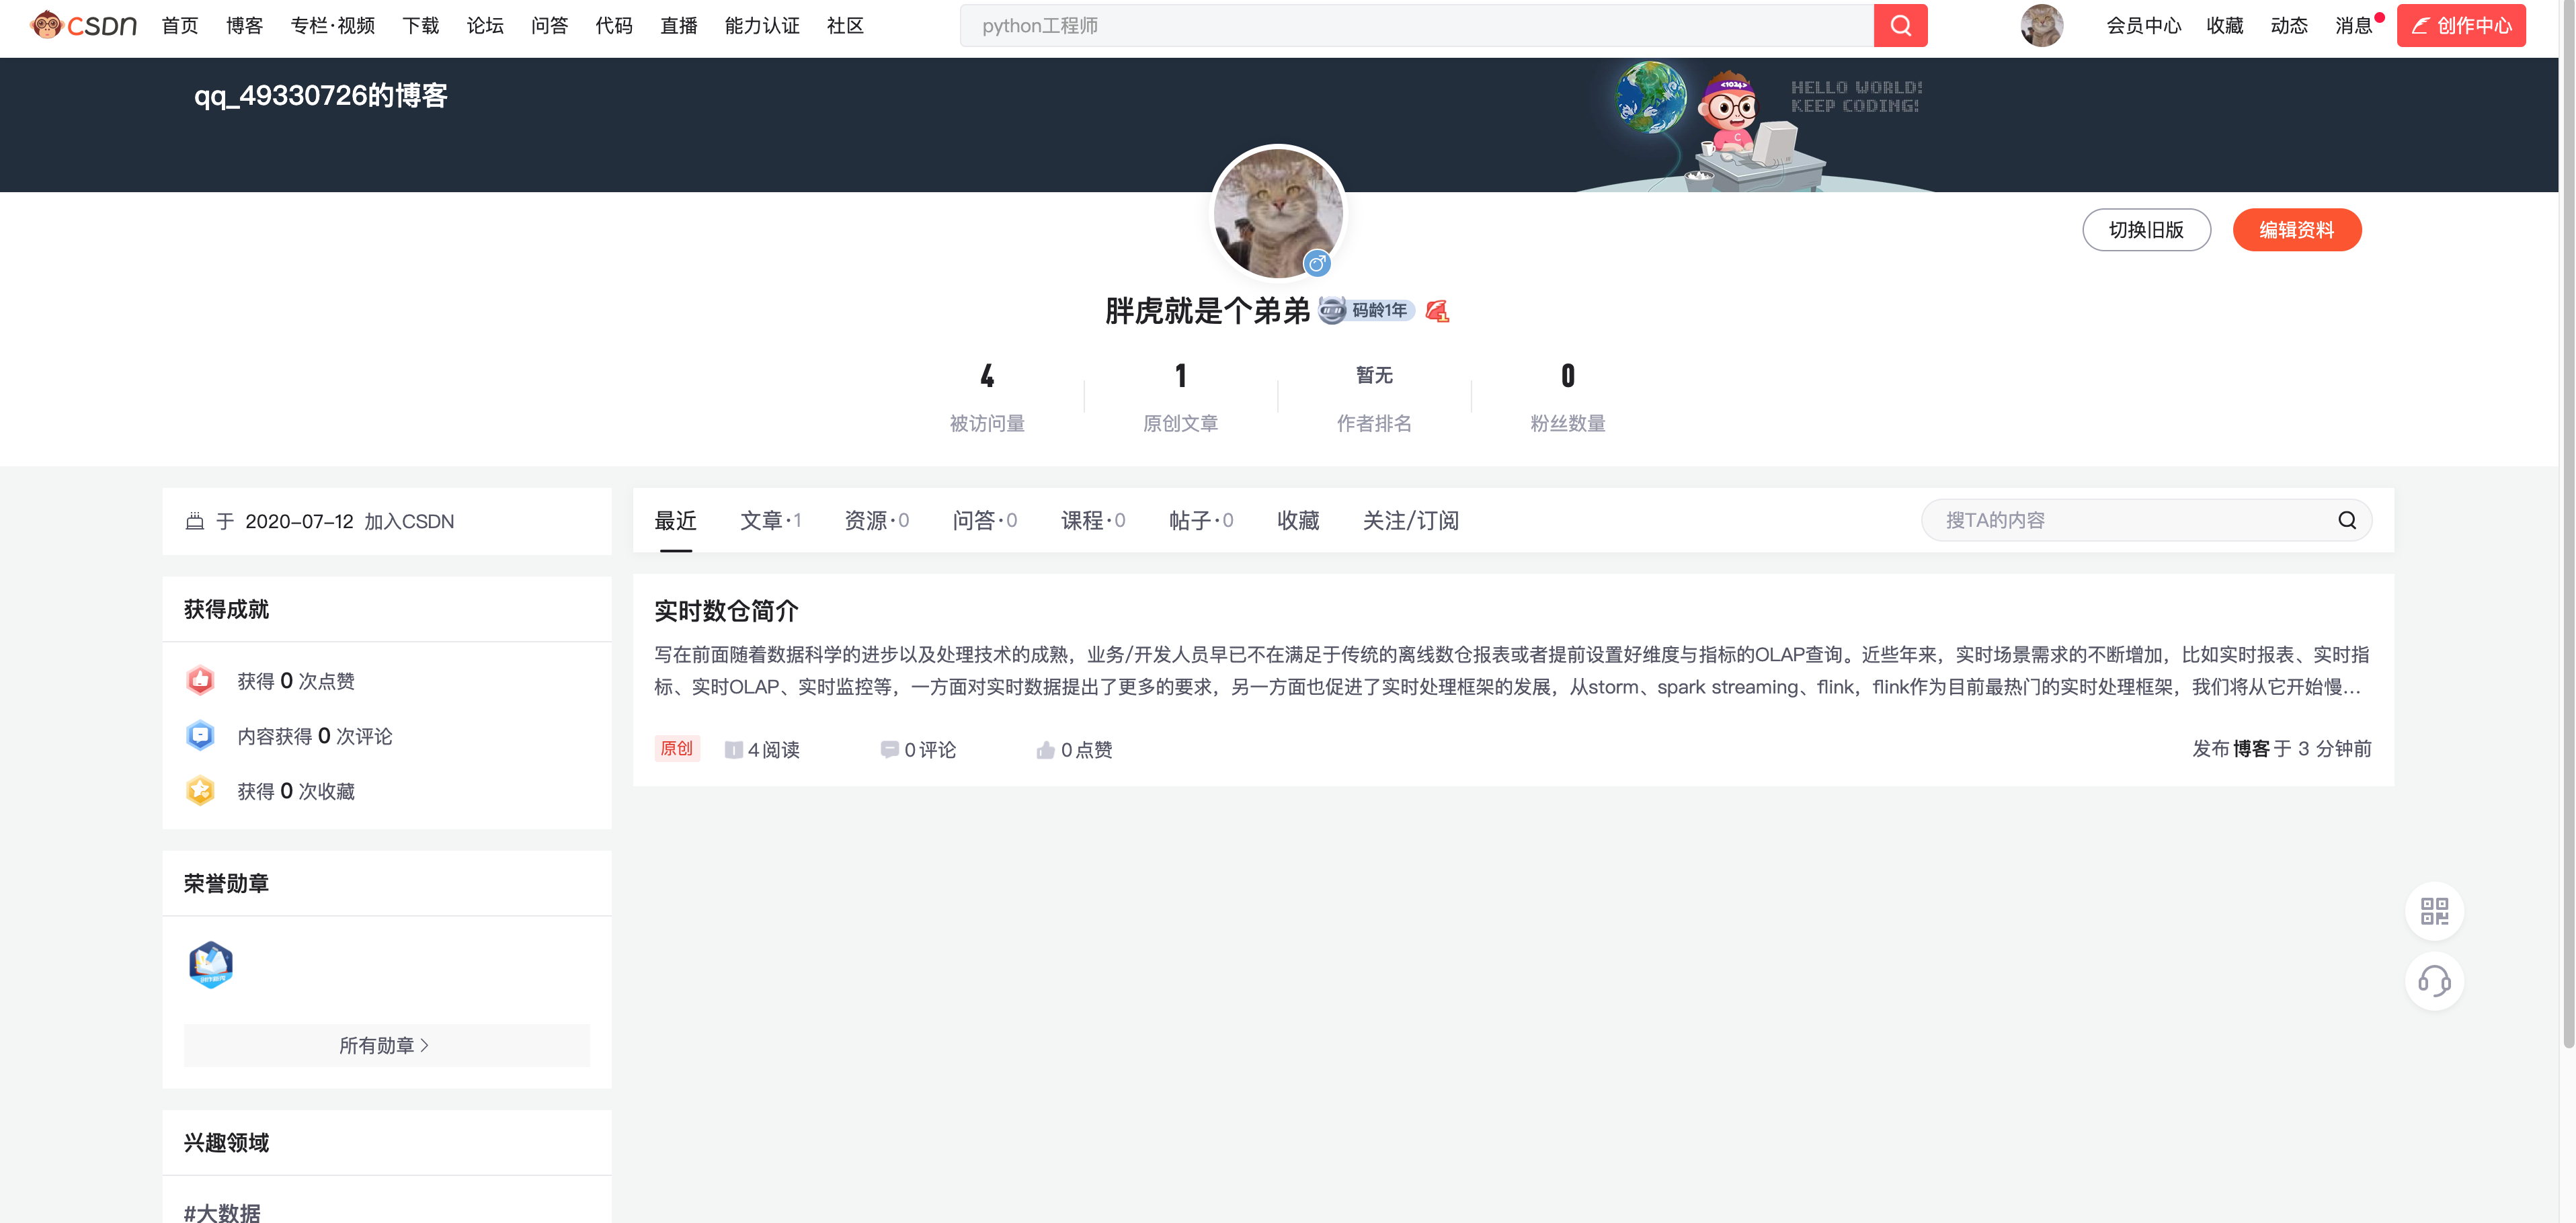 CSDN 首页 博客 专栏·视频 下载 论坛 问答 代码 直播 能力认证 社区 python工程师 会员中心 收藏 动态 消息 创作中心
qq_49330726的博客
<1024>
HELLO WORLD!
KEEP CODING!
C
切换旧版 编辑资料
胖虎就是个弟弟 码龄1年 1
4 1 暂无 0
被访问量 原创文章 作者排名 粉丝数量
于 2020-07-12 加入CSDN
最近 文章·1 资源·0 问答·0 课程·0 帖子·0 收藏 关注/订阅 搜TA的内容
获得成就
获得 0 次点赞
内容获得 0 次评论
获得 0 次收藏
荣誉勋章
所有勋章
兴趣领域
#大数据
实时数仓简介
写在前面随着数据科学的进步以及处理技术的成熟，业务/开发人员早已不在满足于传统的离线数仓报表或者提前设置好维度与指标的OLAP查询。近些年来，实时场景需求的不断增加，比如实时报表、实时指
标、实时OLAP、实时监控等，一方面对实时数据提出了更多的要求，另一方面也促进了实时处理框架的发展，从storm、spark streaming、flink，flink作为目前最热门的实时处理框架，我们将从它开始慢…
原创 4阅读 0评论 0点赞 发布博客于 3 分钟前